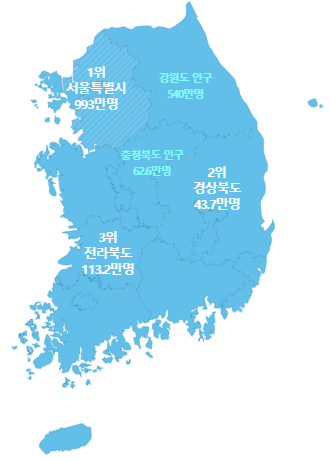 1위
서울특별시
993만명
강원도 인구
540만명
충청북도 인구
62.6만명
2위
경상북도
43.7만명
3위
전라북도
113.2만명